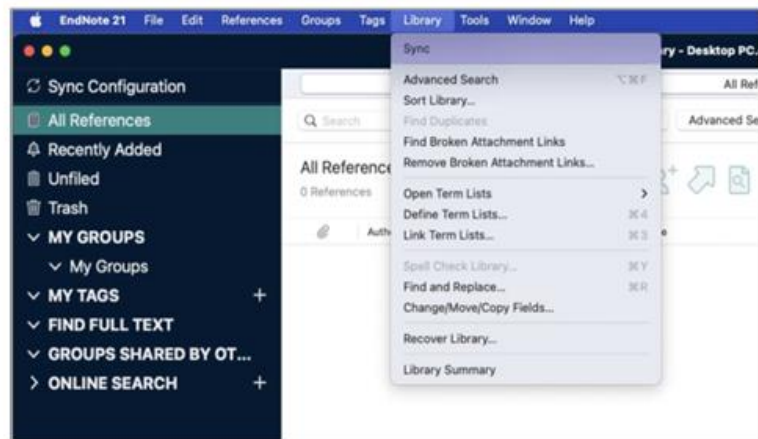 EndNote 21 File Edit References Groups Tags Library Tools Window Help
ry - Desktop PC.
Sync Configuration
All References
Recently Added
Unfiled
Trash
MY GROUPS
My Groups
MY TAGS +
FIND FULL TEXT
GROUPS SHARED BY OT...
ONLINE SEARCH +
All Ref
Search
Advanced Se
All Reference
0 References
Auth
e
Sync
Advanced Search ⌥⌘F
Sort Library...
Find Duplicates
Find Broken Attachment Links
Remove Broken Attachment Links...
Open Term Lists >
Define Term Lists... ⌘4
Link Term Lists... ⌘3
Spell Check Library... ⌘Y
Find and Replace... ⌘R
Change/Move/Copy Fields...
Recover Library...
Library Summary